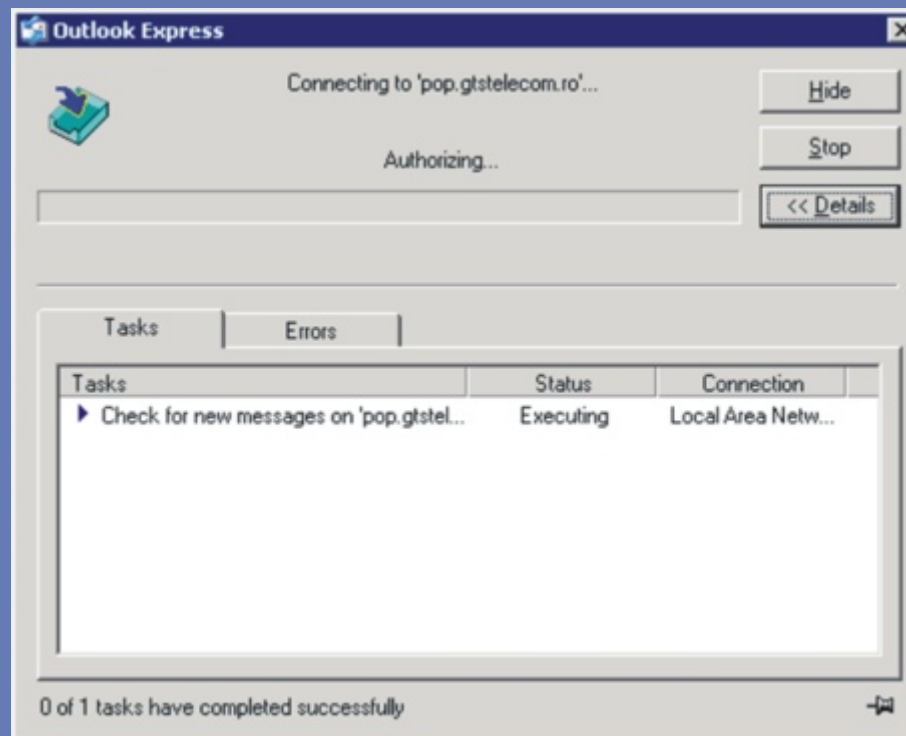 Outlook Express
Connecting to 'pop.gtstelecom.ro'...
Hide
Authorizing...
Stop
<< Details
Tasks Errors
Tasks Status Connection
Check for new messages on 'pop.gtstel... Executing Local Area Netw...
0 of 1 tasks have completed successfully